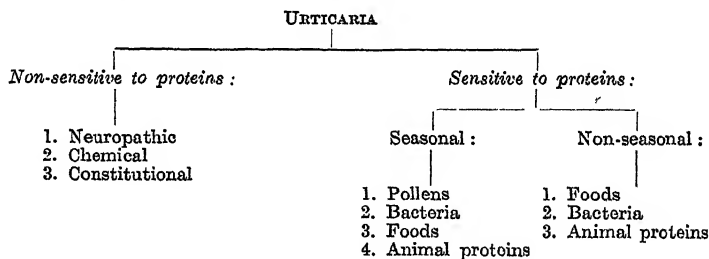 URTICARIA
Non-sensitive to proteins :
1. Neuropathic
2. Chemical
3. Constitutional
Sensitive to proteins :
Seasonal :
1. Pollens
2. Bacteria
3. Foods
4. Animal proteins
Non-seasonal :
1. Foods
2. Bacteria
3. Animal proteins